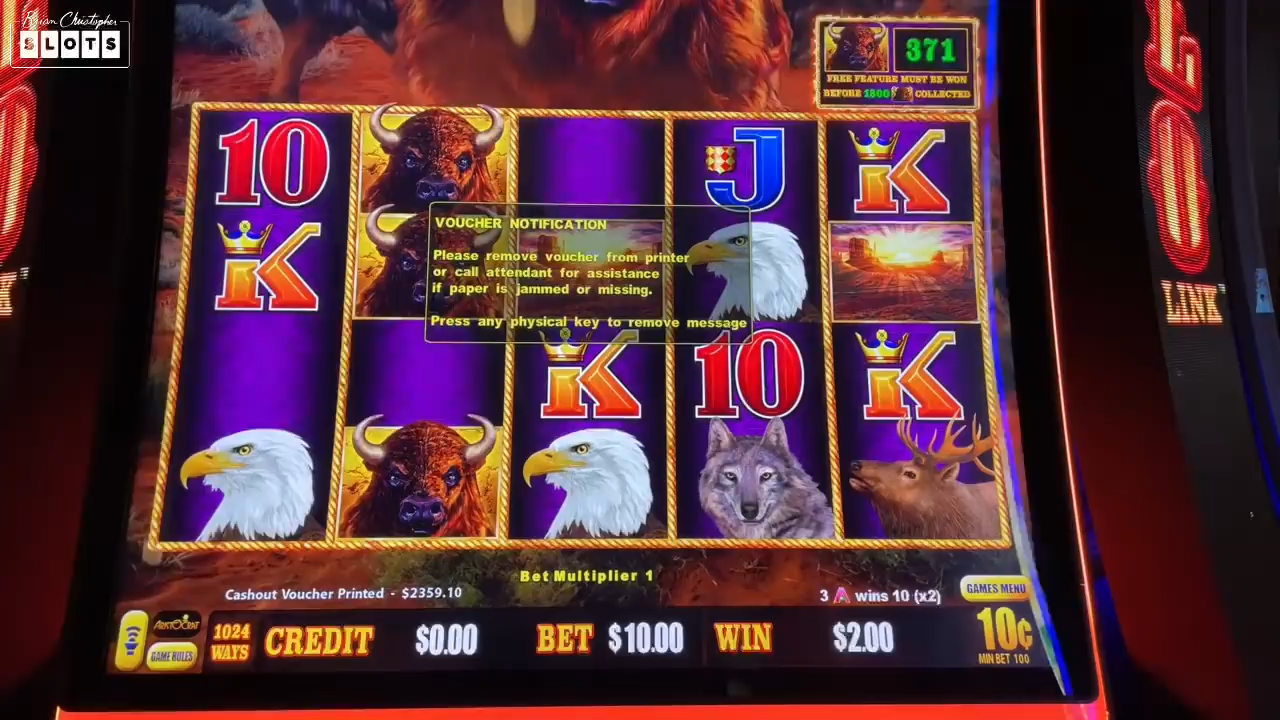 Brian Christopher
SLOTS
371
FREE FEATURE MUST BE WON
BEFORE 1800 COLLECTED
10
J
K
K
VOUCHER NOTIFICATION
Please remove voucher from printer
or call attendant for assistance
if paper is jammed or missing.
Press any physical key to remove message
K
10
K
LINK
Bet Multiplier 1
Cashout Voucher Printed - $2359.10
3 A wins 10 (x2)
GAMES MENU
ARISTOCRAT
GAME RULES
1024
WAYS
CREDIT $0.00
BET $10.00
WIN $2.00
10¢
MIN BET 100